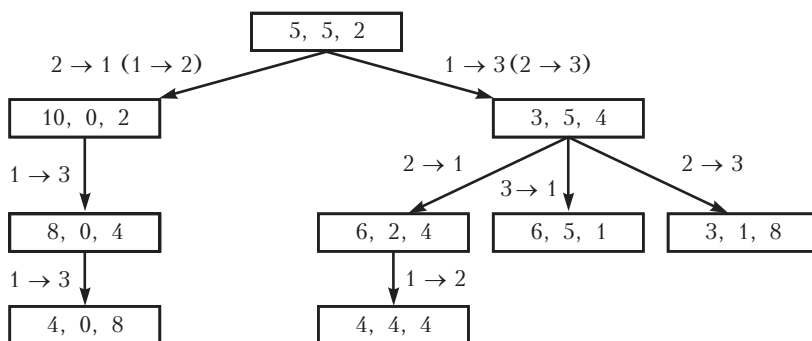 5, 5, 2
2 → 1 (1 → 2)
1 → 3(2 → 3)
10, 0, 2
3, 5, 4
1 → 3
2 → 1
3→ 1
2 → 3
8, 0, 4
6, 2, 4
6, 5, 1
3, 1, 8
1 → 3
1 → 2
4, 0, 8
4, 4, 4